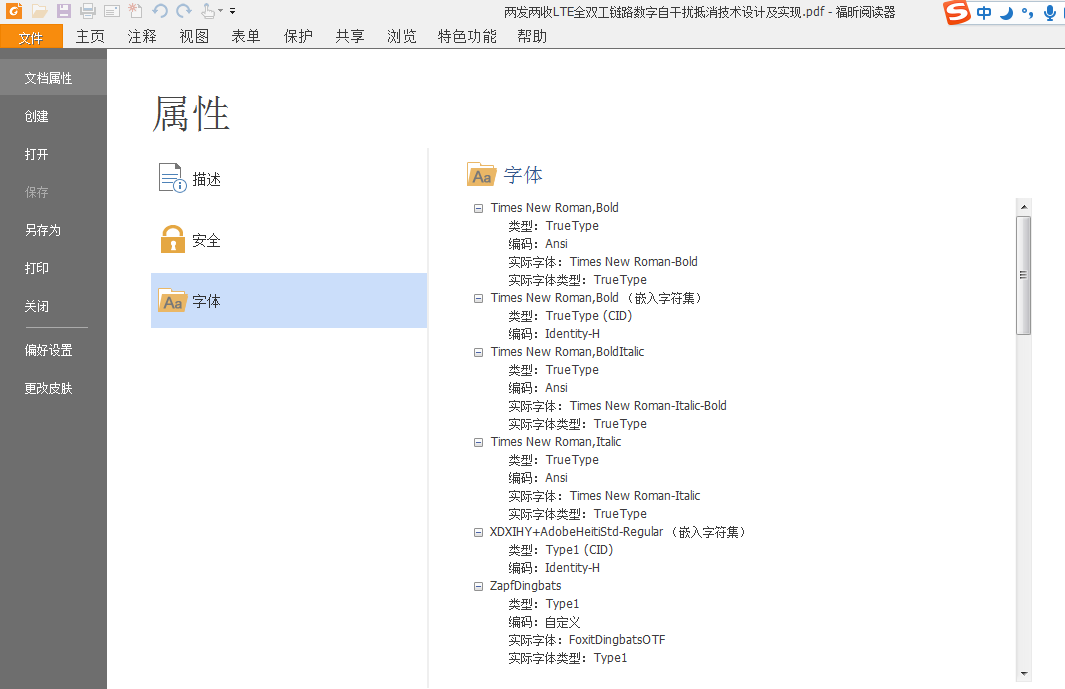 两发两收LTE全双工链路数字自干扰抵消技术设计及实现.pdf - 福昕阅读器
中
文件 主页 注释 视图 表单 保护 共享 浏览 特色功能 帮助
文档属性
创建
打开
保存
另存为
打印
关闭
偏好设置
更改皮肤
属性
描述
安全
Aa 字体
Aa 字体
Times New Roman,Bold
类型: TrueType
编码: Ansi
实际字体: Times New Roman-Bold
实际字体类型: TrueType
Times New Roman,Bold （嵌入字符集）
类型: TrueType (CID)
编码: Identity-H
Times New Roman,BoldItalic
类型: TrueType
编码: Ansi
实际字体: Times New Roman-Italic-Bold
实际字体类型: TrueType
Times New Roman,Italic
类型: TrueType
编码: Ansi
实际字体: Times New Roman-Italic
实际字体类型: TrueType
XDXIHY+AdobeHeitiStd-Regular （嵌入字符集）
类型: Type1 (CID)
编码: Identity-H
ZapfDingbats
类型: Type1
编码: 自定义
实际字体: FoxitDingbatsOTF
实际字体类型: Type1